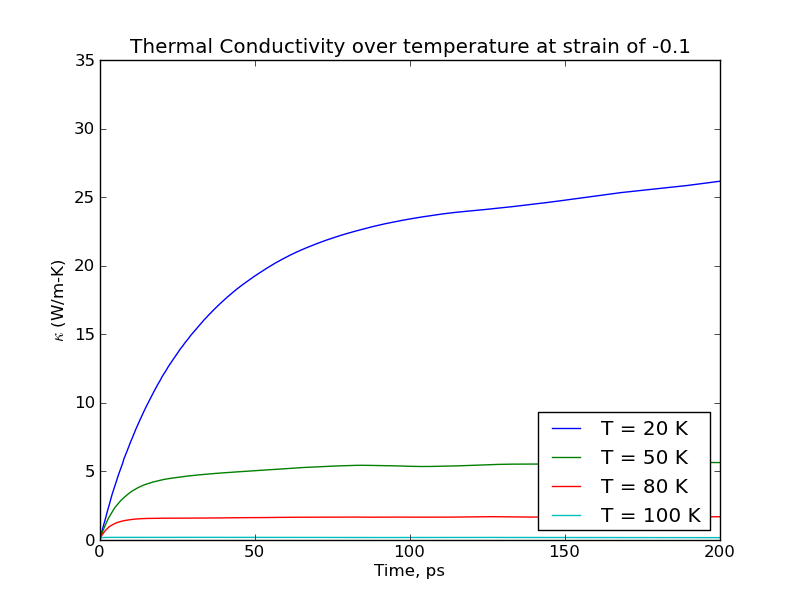 Thermal Conductivity over temperature at strain of -0.1
35
30
25
20
15
10
5
0
κ (W/m-K)
T = 20 K
T = 50 K
T = 80 K
T = 100 K
0 50 100 150 200
Time, ps